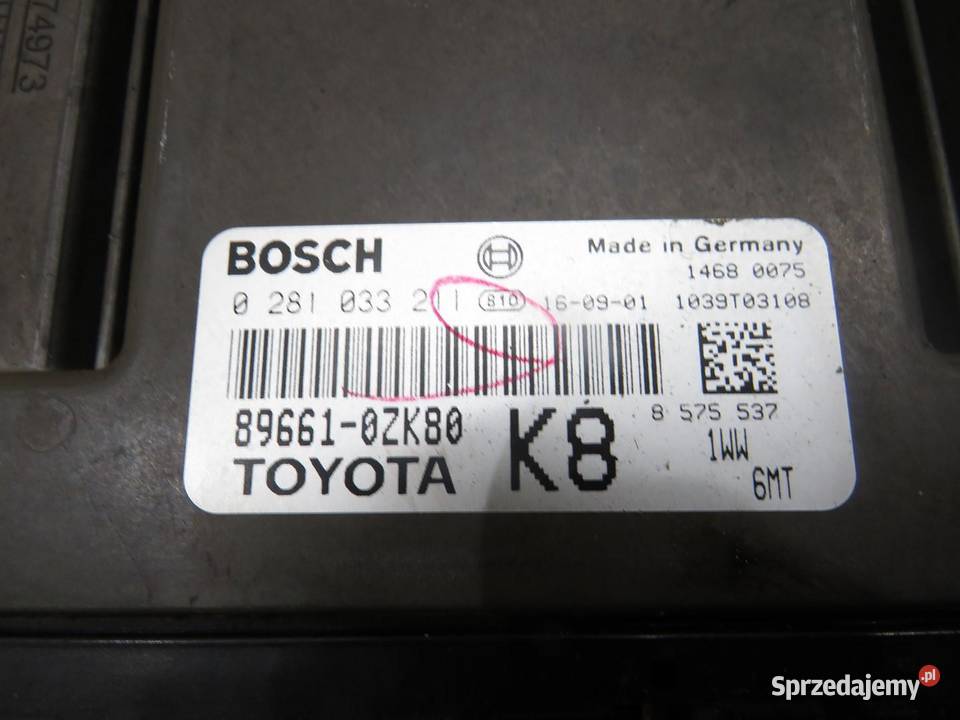 74973
BOSCH
Made in Germany
1468 0075
0 281 033 211 S10 16-09-01 1039T03108
8 575 537
89661-0ZK80
K8
1WW
TOYOTA
6MT
Sprzedajemy.pl